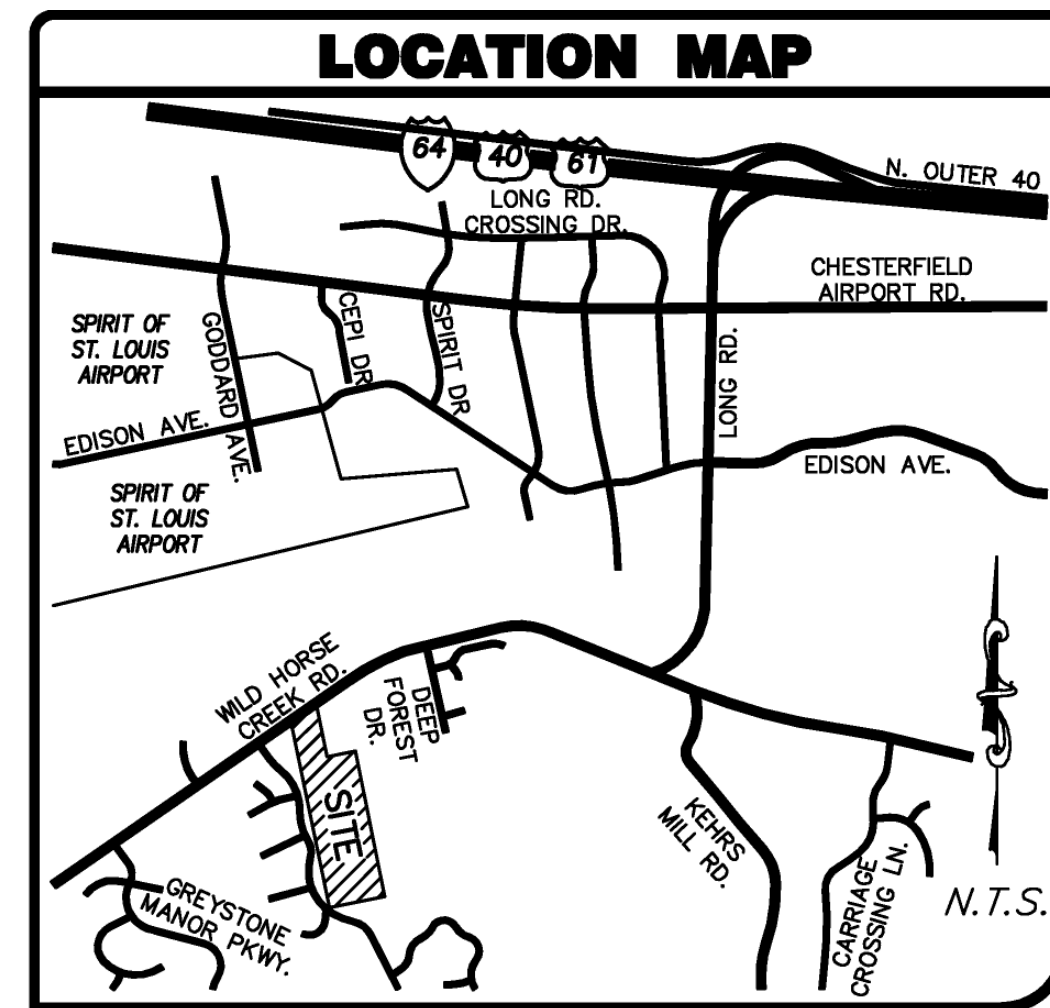 LOCATION MAP
64
40
61
N. OUTER 40
LONG RD.
CROSSING DR.
CHESTERFIELD
AIRPORT RD.
SPIRIT OF
ST. LOUIS
AIRPORT
GODDARD AVE.
CEPI DR
SPIRIT DR
LONG RD.
EDISON AVE.
EDISON AVE.
SPIRIT OF
ST. LOUIS
AIRPORT
WILD HORSE
CREEK RD.
DEEP
FOREST
DR.
SITE
KEHRS
MILL RD.
CARRIAGE
CROSSING LN.
GREYSTONE
MANOR PKWY.
N.T.S.